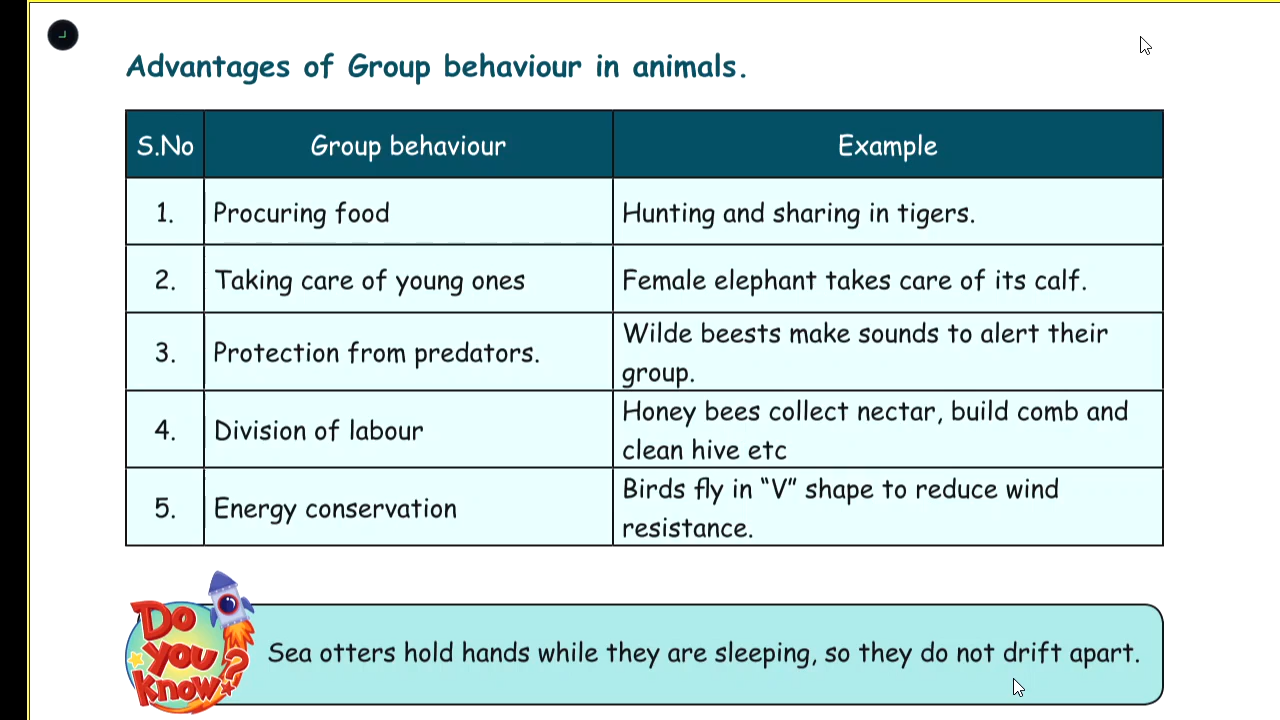 Advantages of Group behaviour in animals.
S.No Group behaviour Example
1. Procuring food Hunting and sharing in tigers.
2. Taking care of young ones Female elephant takes care of its calf.
3. Protection from predators. Wilde beests make sounds to alert their
group.
4. Division of labour Honey bees collect nectar, build comb and
clean hive etc
5. Energy conservation Birds fly in “V” shape to reduce wind
resistance.
Do
You
Know?
Sea otters hold hands while they are sleeping, so they do not drift apart.